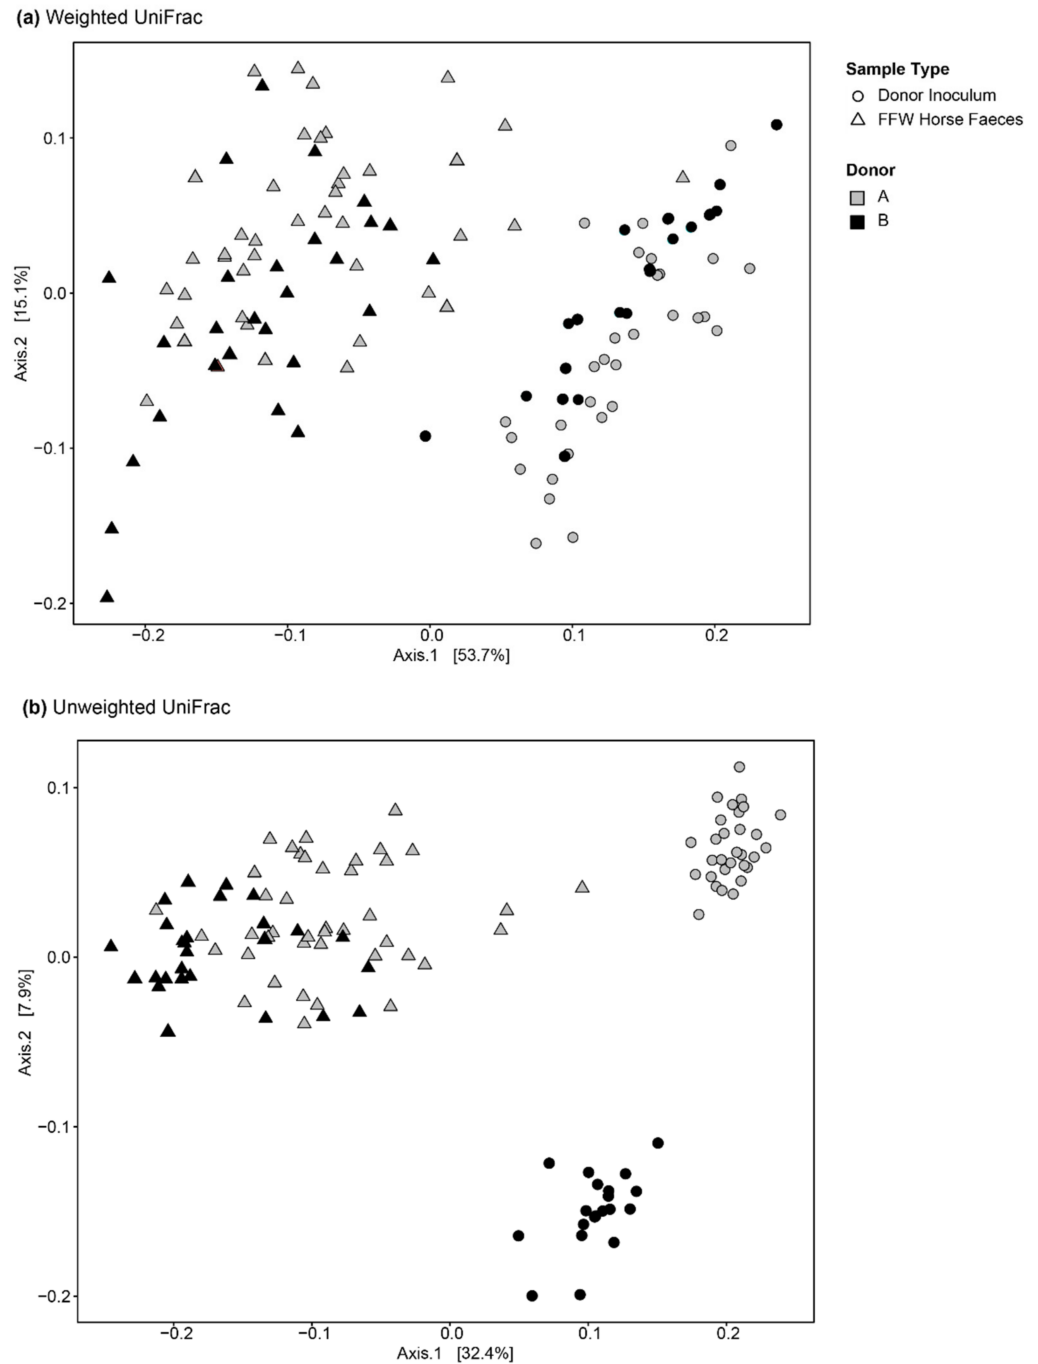 (a) Weighted UniFrac
Sample Type
Donor Inoculum
FFW Horse Faeces
Donor
A
B
0.1
0.0
−0.1
−0.2
Axis.2 [15.1%]
−0.2 −0.1 0.0 0.1 0.2
Axis.1 [53.7%]
(b) Unweighted UniFrac
0.1
0.0
−0.1
−0.2
Axis.2 [7.9%]
−0.2 −0.1 0.0 0.1 0.2
Axis.1 [32.4%]